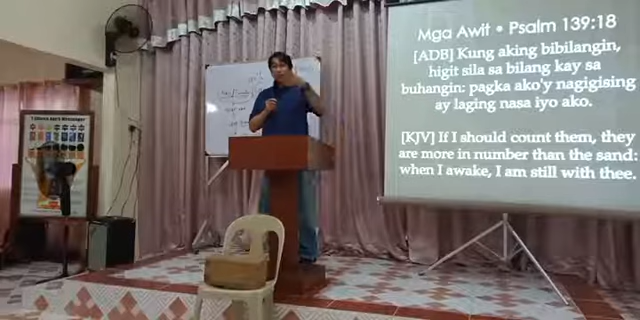 Mga Awit • Psalm 139:18
[ADB] Kung aking bibilangin,
higit sila sa bilang kay sa
buhangin: pagka ako'y nagigising
ay laging nasa iyo ako.
[KJV] If I should count them, they
are more in number than the sand:
when I awake, I am still with thee.